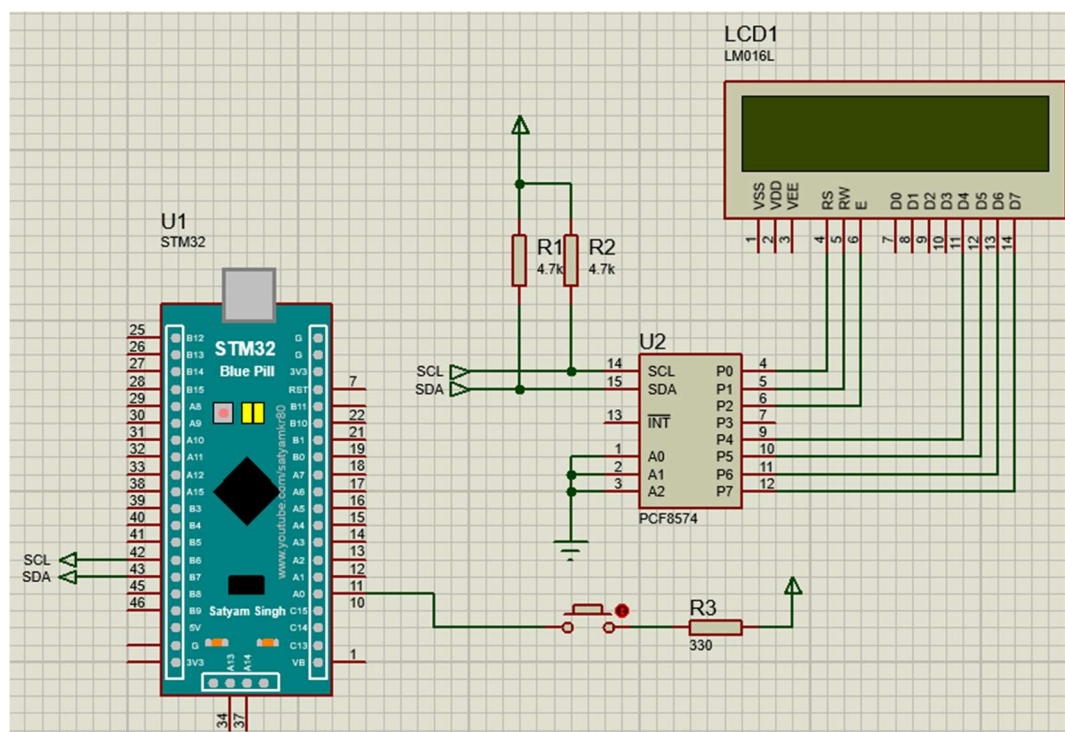 LCD1
LM016L
VSS
VDD
VEE
RS
RW
E
D0
D1
D2
D3
D4
D5
D6
D7
1
2
3
4
5
6
7
8
9
10
11
12
13
14
R1
4.7k
R2
4.7k
U1
STM32
STM32
Blue Pill
www.youtube.com/satyamkr80
Satyam Singh
25 B12
26 B13
27 B14
28 B15
29 A8
30 A9
31 A10
32 A11
33 A12
38 A15
39 B3
40 B4
41 B5
42 B6
43 B7
45 B8
46 B9
5V
G
3V3
G
G
3V3
RST 7
B11 22
B10 21
B1 19
B0 18
A7 17
A6 16
A5 15
A4 14
A3 13
A2 12
A1 11
A0 10
C15
C14
C13
VB 1
A13
A14
34
37
SCL
SDA
SCL
SDA
U2
14 SCL P0 4
15 SDA P1 5
P2 6
13 INT P3 7
P4 9
1 A0 P5 10
2 A1 P6 11
3 A2 P7 12
PCF8574
R3
330